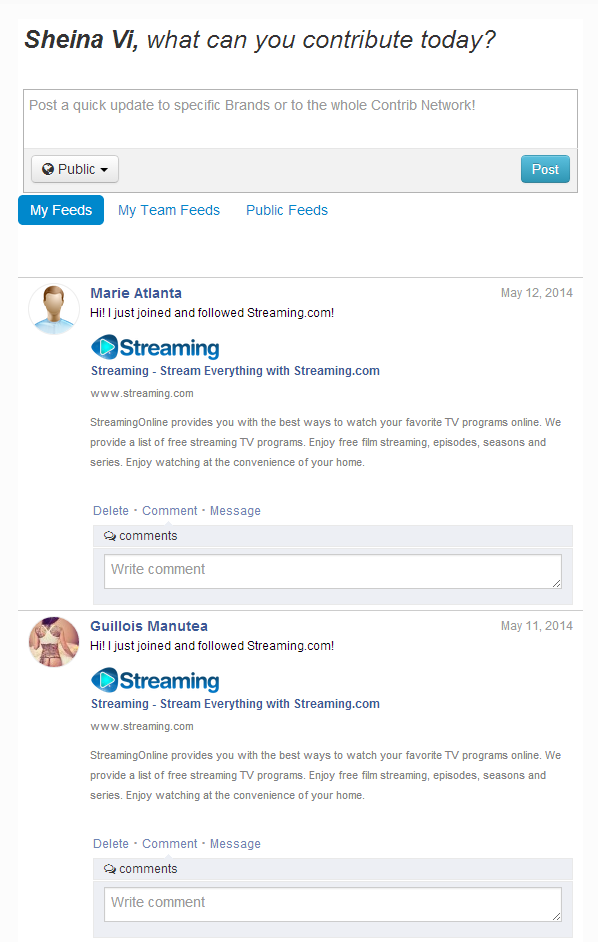 Sheina Vi, what can you contribute today?
Post a quick update to specific Brands or to the whole Contrib Network!
Public Post
My Feeds My Team Feeds Public Feeds
Marie Atlanta May 12, 2014
Hi! I just joined and followed Streaming.com!
Streaming
Streaming - Stream Everything with Streaming.com
www.streaming.com
StreamingOnline provides you with the best ways to watch your favorite TV programs online. We
provide a list of free streaming TV programs. Enjoy free film streaming, episodes, seasons and
series. Enjoy watching at the convenience of your home.
Delete · Comment · Message
comments
Write comment
Guillois Manutea May 11, 2014
Hi! I just joined and followed Streaming.com!
Streaming
Streaming - Stream Everything with Streaming.com
www.streaming.com
StreamingOnline provides you with the best ways to watch your favorite TV programs online. We
provide a list of free streaming TV programs. Enjoy free film streaming, episodes, seasons and
series. Enjoy watching at the convenience of your home.
Delete · Comment · Message
comments
Write comment